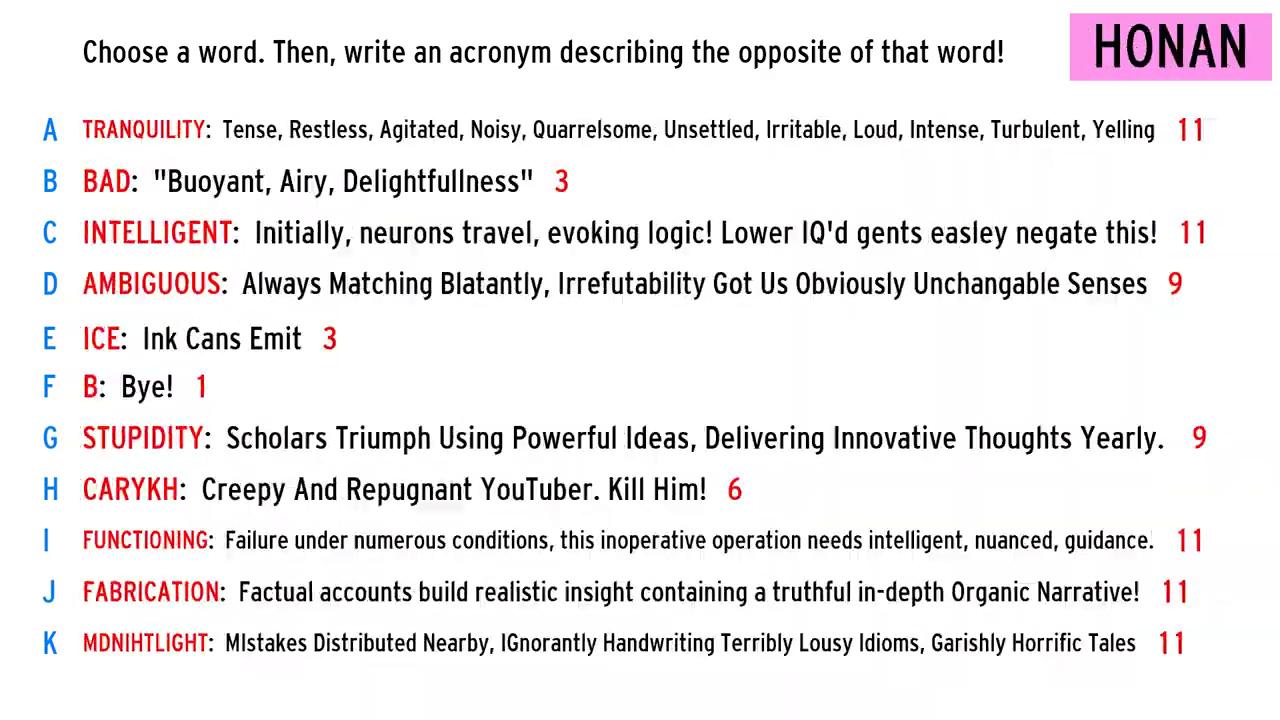 Choose a word. Then, write an acronym describing the opposite of that word!
HONAN
A TRANQUILITY: Tense, Restless, Agitated, Noisy, Quarrelsome, Unsettled, Irritable, Loud, Intense, Turbulent, Yelling 11
B BAD: "Buoyant, Airy, Delightfullness" 3
C INTELLIGENT: Initially, neurons travel, evoking logic! Lower IQ'd gents easley negate this! 11
D AMBIGUOUS: Always Matching Blatantly, Irrefutability Got Us Obviously Unchangable Senses 9
E ICE: Ink Cans Emit 3
F B: Bye! 1
G STUPIDITY: Scholars Triumph Using Powerful Ideas, Delivering Innovative Thoughts Yearly. 9
H CARYKH: Creepy And Repugnant YouTuber. Kill Him! 6
I FUNCTIONING: Failure under numerous conditions, this inoperative operation needs intelligent, nuanced, guidance. 11
J FABRICATION: Factual accounts build realistic insight containing a truthful in-depth Organic Narrative! 11
K MDNIHTLIGHT: MIstakes Distributed Nearby, IGnorantly Handwriting Terribly Lousy Idioms, Garishly Horrific Tales 11